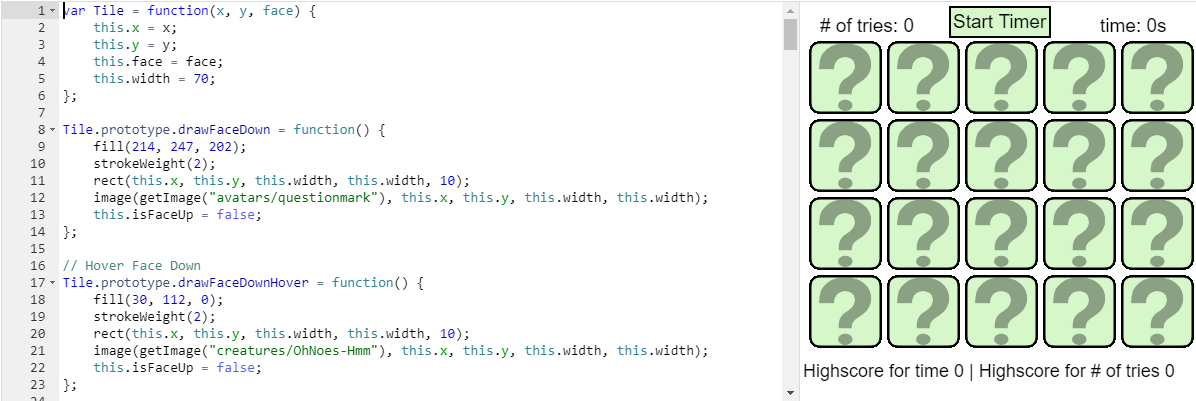 1 var Tile = function(x, y, face) {
2     this.x = x;
3     this.y = y;
4     this.face = face;
5     this.width = 70;
6 };
7
8 Tile.prototype.drawFaceDown = function() {
9     fill(214, 247, 202);
10     strokeWeight(2);
11     rect(this.x, this.y, this.width, this.width, 10);
12     image(getImage("avatars/questionmark"), this.x, this.y, this.width, this.width);
13     this.isFaceUp = false;
14 };
15
16 // Hover Face Down
17 Tile.prototype.drawFaceDownHover = function() {
18     fill(30, 112, 0);
19     strokeWeight(2);
20     rect(this.x, this.y, this.width, this.width, 10);
21     image(getImage("creatures/OhNoes-Hmm"), this.x, this.y, this.width, this.width);
22     this.isFaceUp = false;
23 };
# of tries: 0 Start Timer time: 0s
? ? ? ? ?
? ? ? ? ?
? ? ? ? ?
? ? ? ? ?
Highscore for time 0 | Highscore for # of tries 0